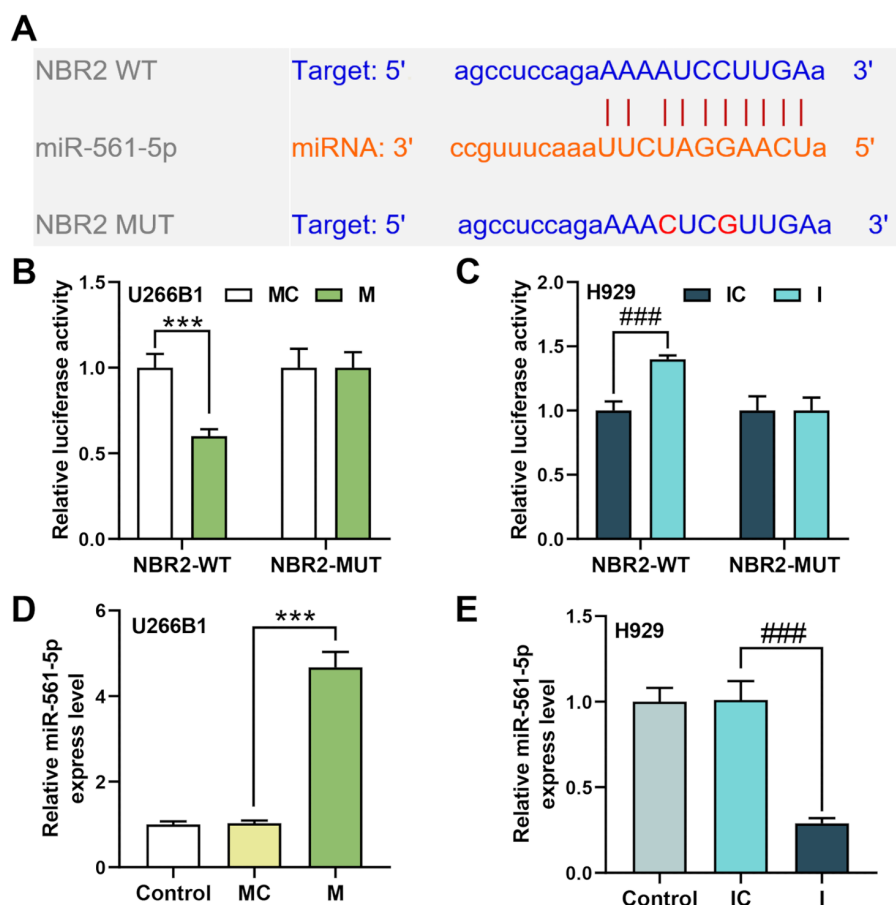 A
NBR2 WT Target: 5' agccuccagaAAAAUCCUUGAa 3'
miR-561-5p miRNA: 3' ccguuucaaaUUCUAGGAACUa 5'
NBR2 MUT Target: 5' agccuccagaAAACUCGUUGAa 3'
B
U266B1
MC M
***
Relative luciferase activity
1.5
1.0
0.5
0.0
NBR2-WT NBR2-MUT
C
H929
IC I
###
Relative luciferase activity
2.0
1.5
1.0
0.5
0.0
NBR2-WT NBR2-MUT
D
U266B1
***
Relative miR-561-5p
express level
6
4
2
0
Control MC M
E
H929
###
Relative miR-561-5p
express level
1.5
1.0
0.5
0.0
Control IC I